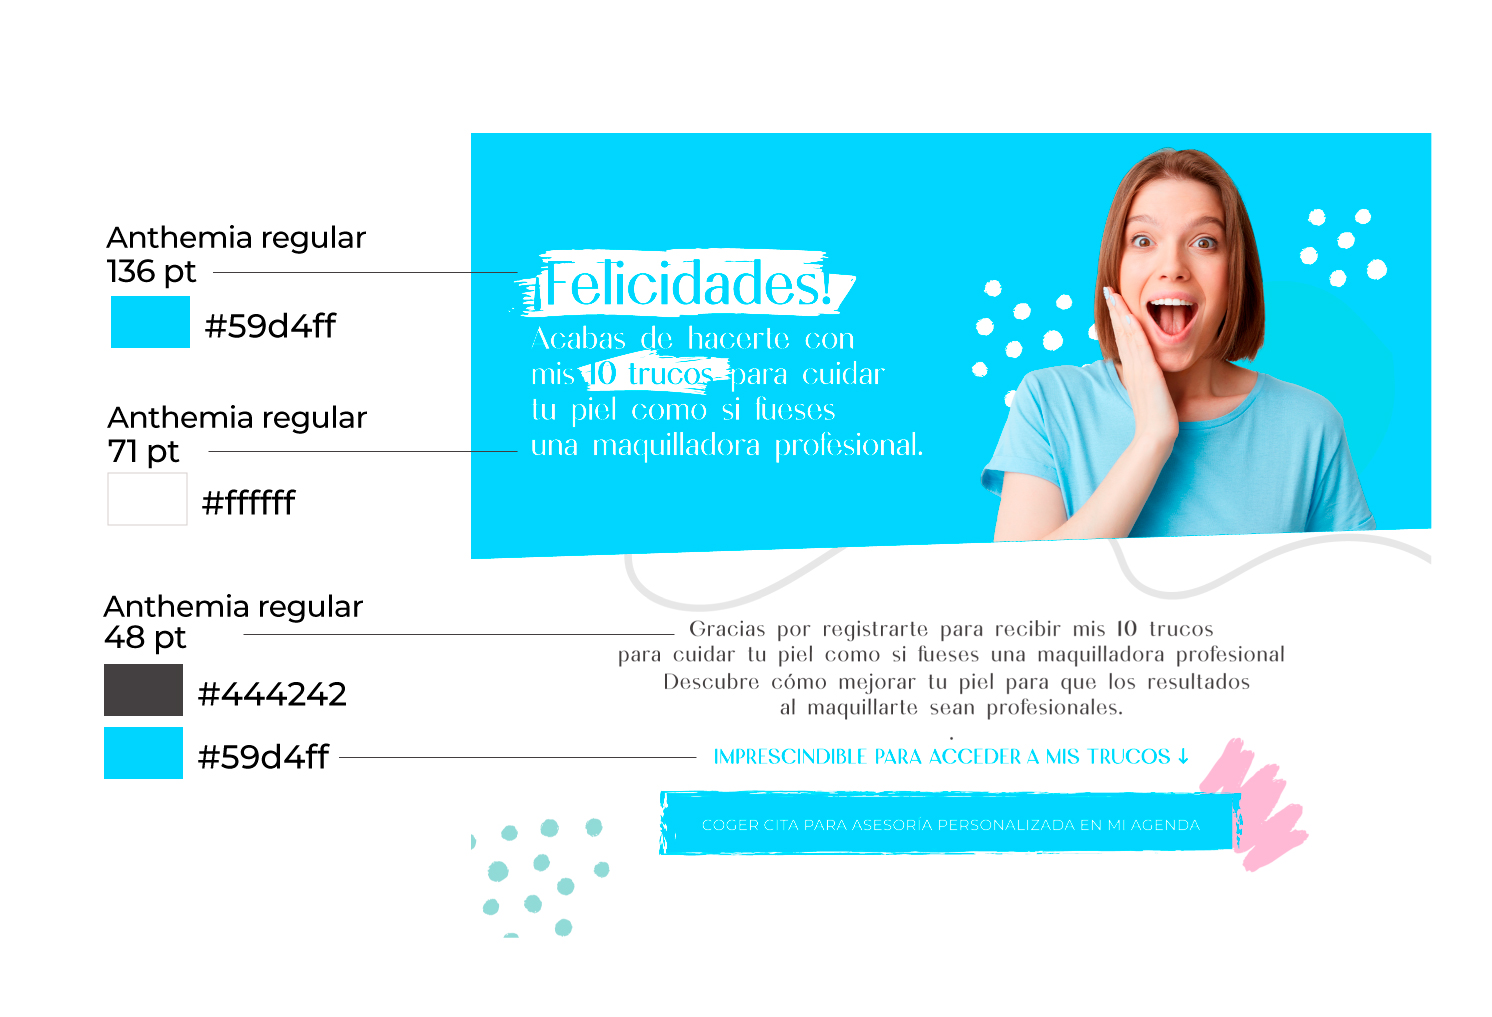 Anthemia regular
136 pt
#59d4ff
Anthemia regular
71 pt
#ffffff
Anthemia regular
48 pt
#444242
#59d4ff
¡Felicidades!
Acabas de hacerte con
mis 10 trucos para cuidar
tu piel como si fueses
una maquilladora profesional.
Gracias por registrarte para recibir mis 10 trucos
para cuidar tu piel como si fueses una maquilladora profesional
Descubre cómo mejorar tu piel para que los resultados
al maquillarte sean profesionales.
.
IMPRESCINDIBLE PARA ACCEDER A MIS TRUCOS ↓
COGER CITA PARA ASESORÍA PERSONALIZADA EN MI AGENDA